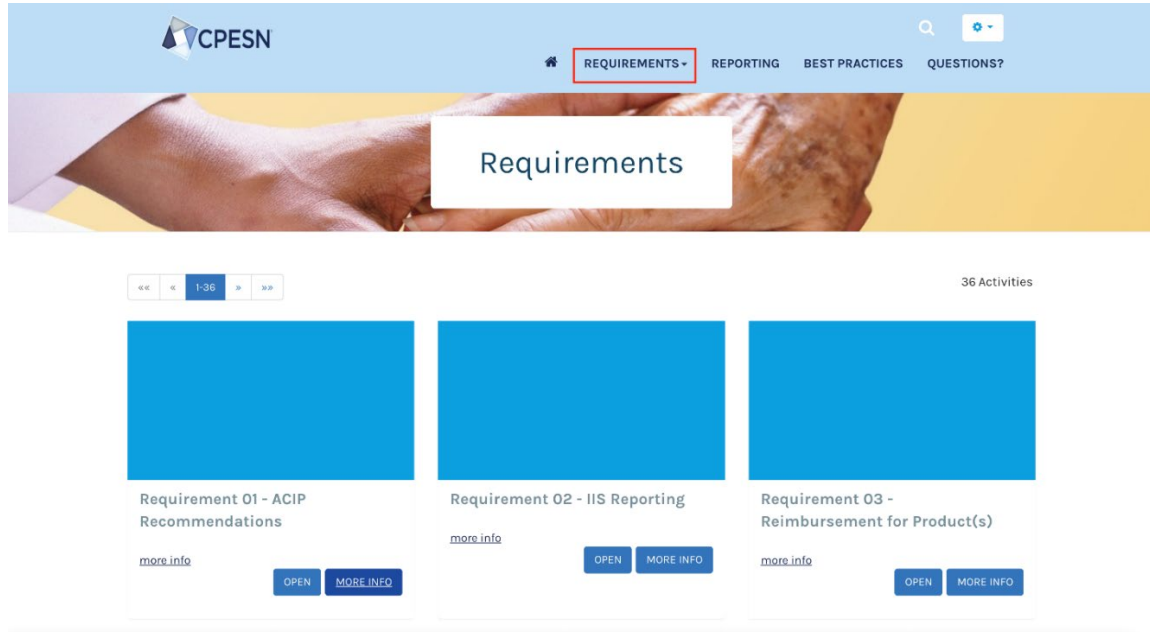 CPESN
REQUIREMENTS REPORTING BEST PRACTICES QUESTIONS?
Requirements
«« « 1-36 » »»
36 Activities
Requirement 01 - ACIP
Recommendations
more info
OPEN MORE INFO
Requirement 02 - IIS Reporting
more info
OPEN MORE INFO
Requirement 03 -
Reimbursement for Product(s)
more info
OPEN MORE INFO